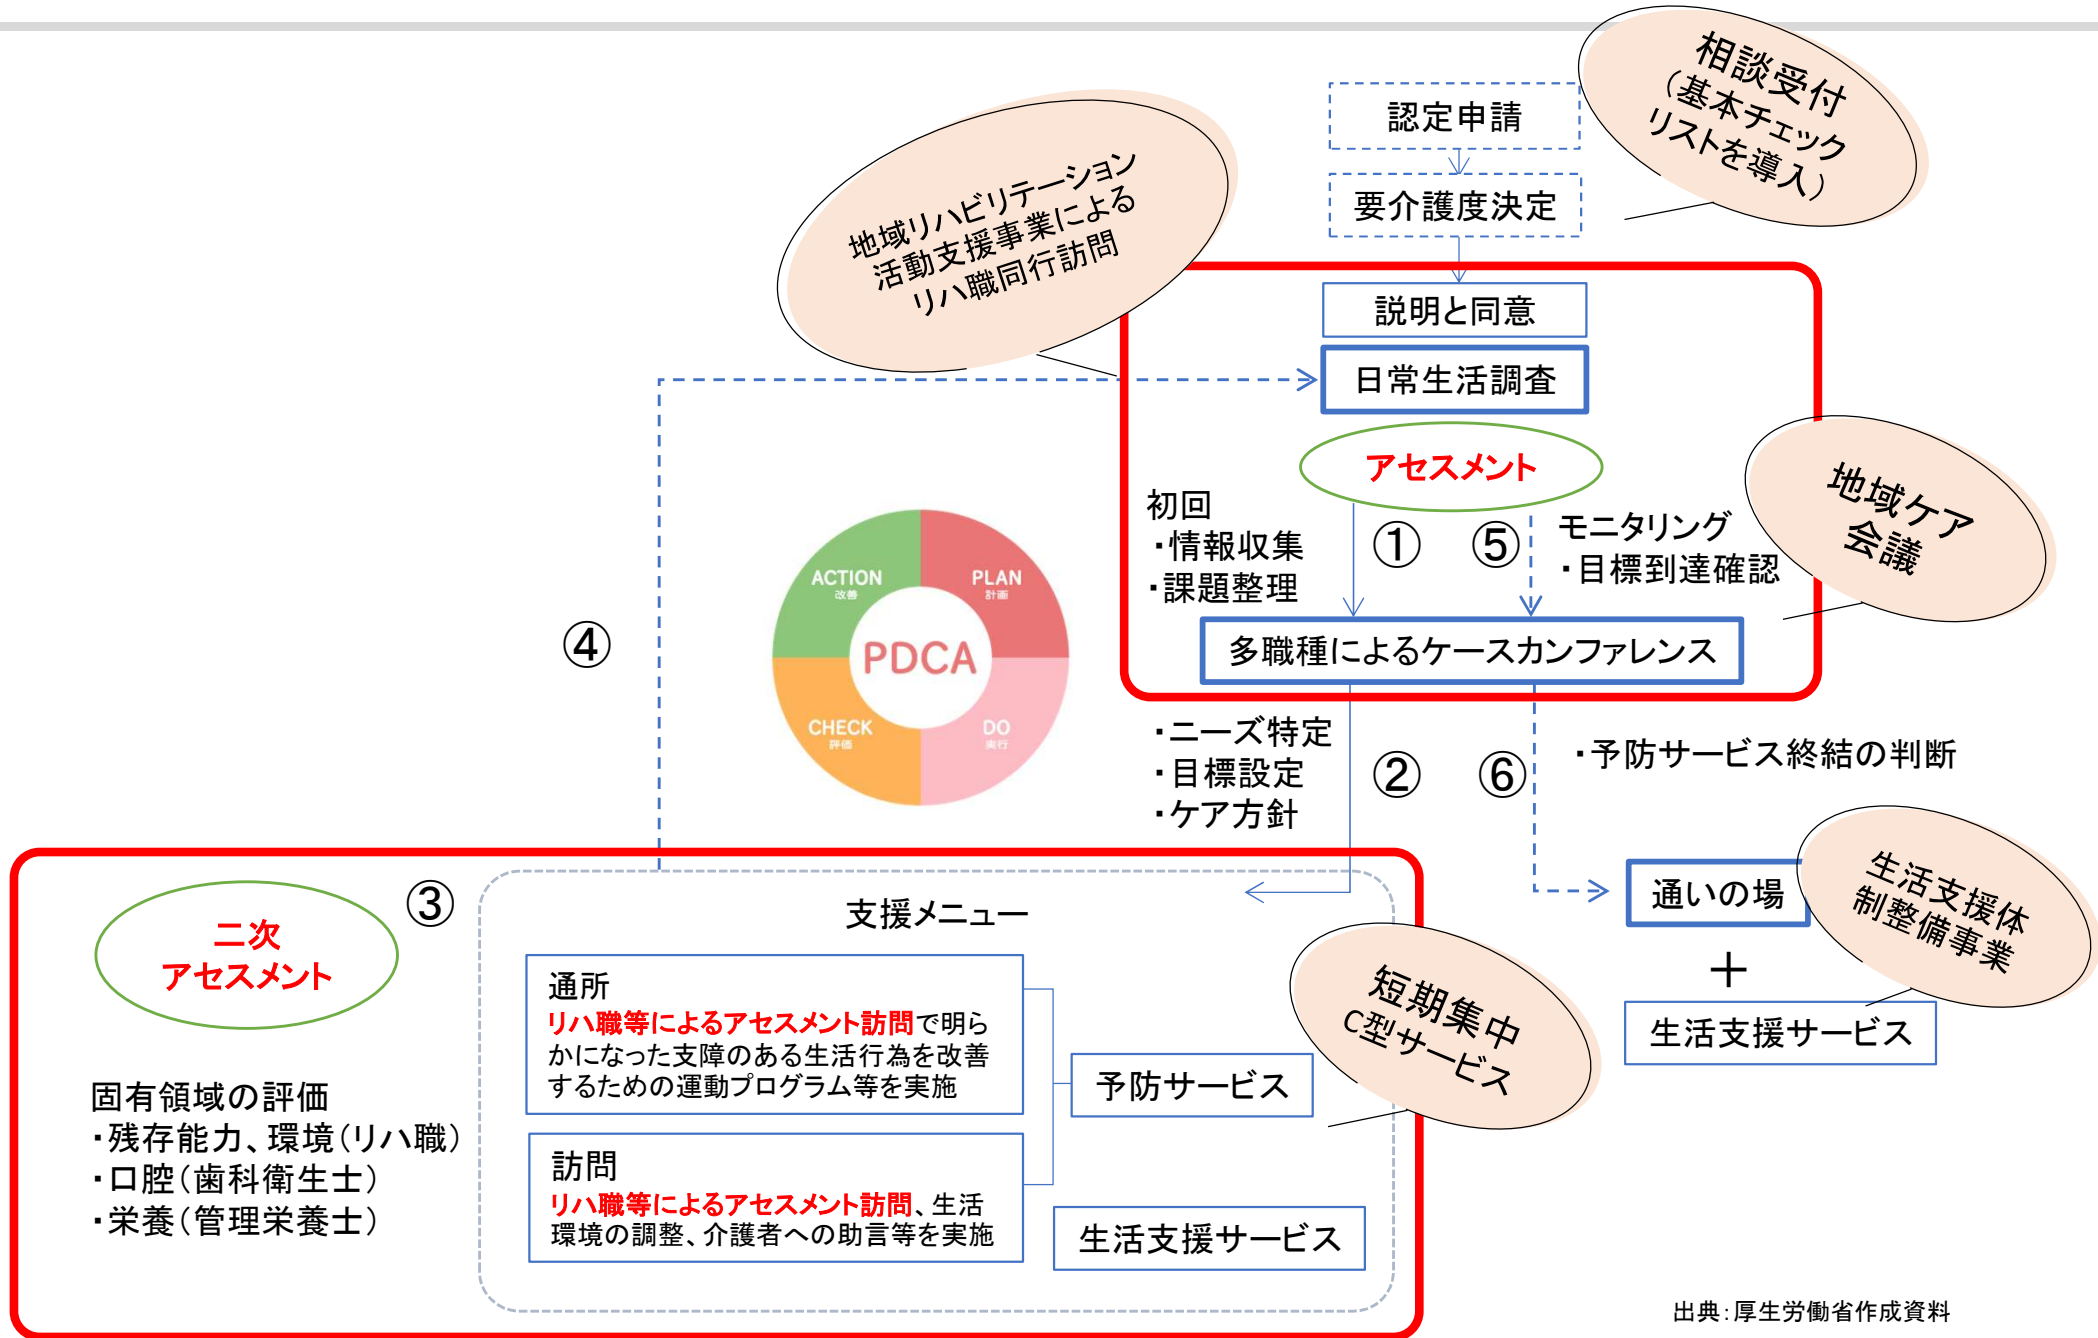 相談受付
（基本チェック
リストを導入）
認定申請
要介護度決定
地域リハビリテーション
活動支援事業による
リハ職同行訪問
説明と同意
日常生活調査
アセスメント
初回
・情報収集
・課題整理
①
⑤
モニタリング
・目標到達確認
地域ケア
会議
多職種によるケースカンファレンス
ACTION
改善
PLAN
計画
PDCA
CHECK
評価
DO
実行
④
・ニーズ特定
・目標設定
・ケア方針
②
⑥
・予防サービス終結の判断
通いの場
＋
生活支援サービス
生活支援体
制整備事業
二次
アセスメント
③
支援メニュー
通所
リハ職等によるアセスメント訪問で明ら
かになった支障のある生活行為を改善
するための運動プログラム等を実施
予防サービス
短期集中
C型サービス
訪問
リハ職等によるアセスメント訪問、生活
環境の調整、介護者への助言等を実施
生活支援サービス
固有領域の評価
・残存能力、環境（リハ職）
・口腔（歯科衛生士）
・栄養（管理栄養士）
出典：厚生労働省作成資料